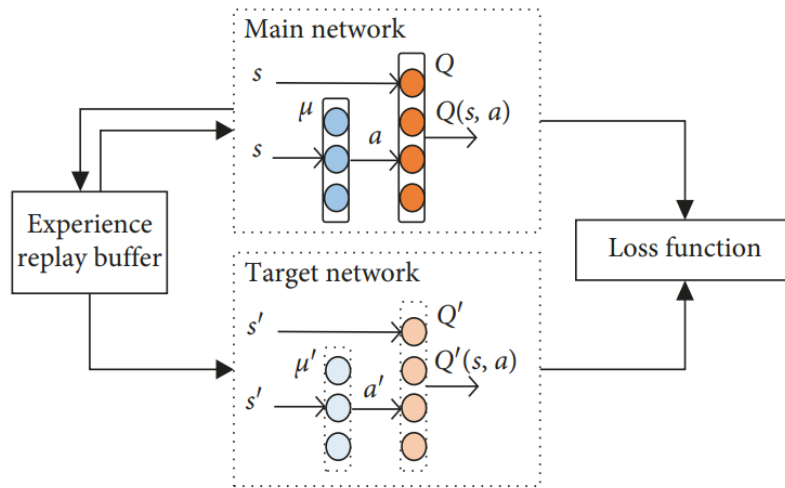 Main network
s
Q
μ
Q(s, a)
s
a
Experience
replay buffer
Loss function
Target network
s′
Q′
μ′
Q′(s, a)
s′
a′